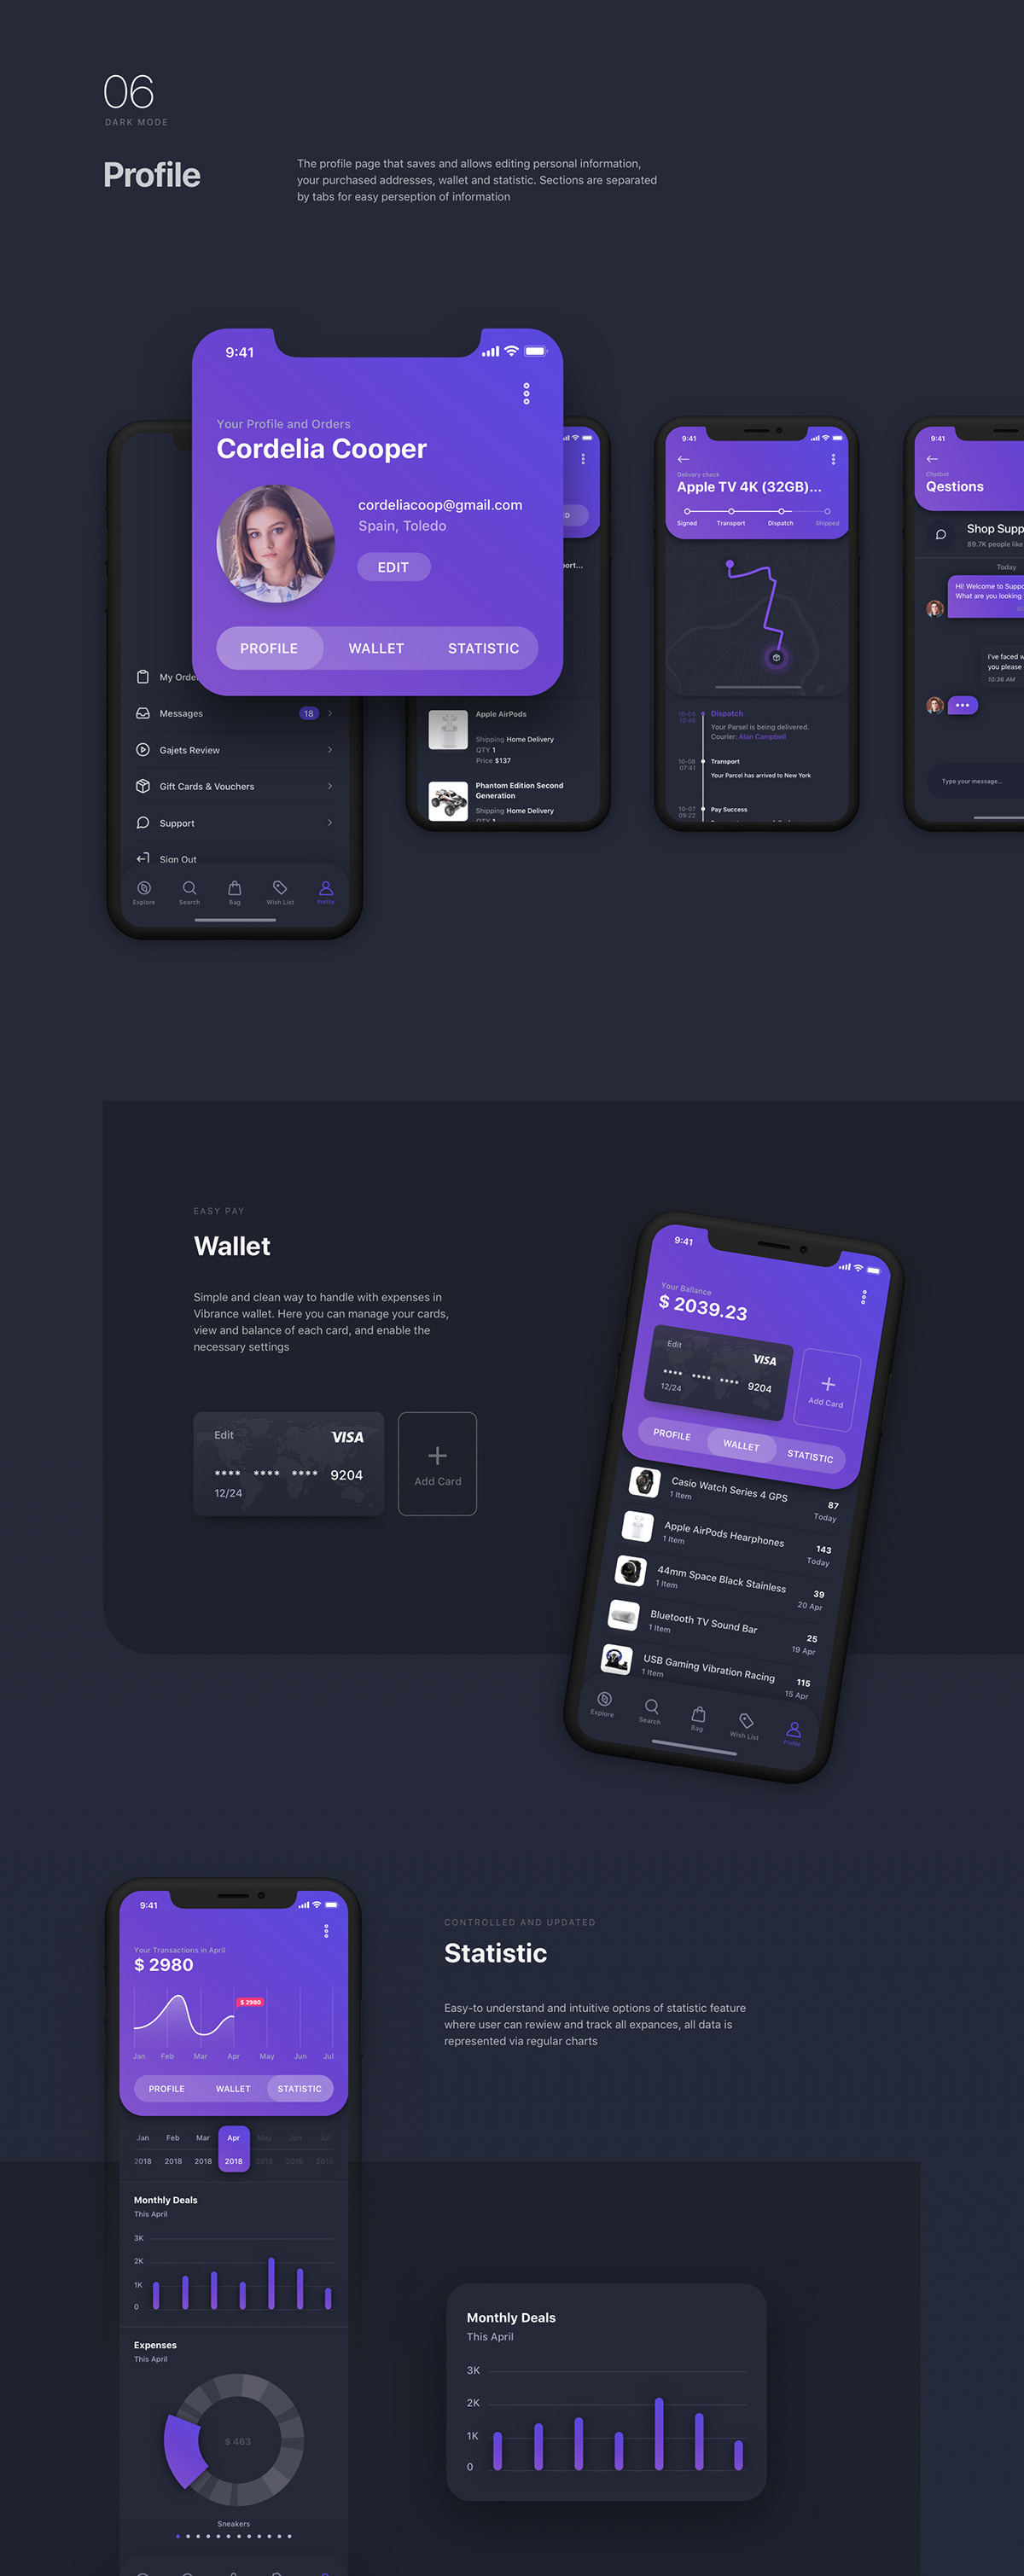 06
DARK MODE
Profile
The profile page that saves and allows editing personal information,
your purchased addresses, wallet and statistic. Sections are separated
by tabs for easy perseption of information
9:41
Your Profile and Orders
Cordelia Cooper
cordeliacoop@gmail.com
Spain, Toledo
EDIT
PROFILE WALLET STATISTIC
My Orde
Messages 18
Gajets Review
Gift Cards & Vouchers
Support
Sign Out
Explore Search Bag Wish List Profile
ort...
Apple AirPods
Shipping Home Delivery
QTY 1
Price $137
Phantom Edition Second
Generation
Shipping Home Delivery
QTY 1
9:41
Delivery check
Apple TV 4K (32GB)...
Signed Transport Dispatch Shipped
10-09 Dispatch
12:46
Your Parcel is being delivered.
Courier: Alan Campbell
10-08 Transport
07:41
Your Parcel has arrived to New York
10-07 Pay Success
09:22
9:41
Chatbot
Qestions
Shop Supp
89.7K people like
Today
Hi! Welcome to Suppo
What are you looking
I've faced w
you please
10:36 AM
Type your message...
EASY PAY
Wallet
Simple and clean way to handle with expenses in
Vibrance wallet. Here you can manage your cards,
view and balance of each card, and enable the
necessary settings
Edit VISA
**** **** **** 9204
12/24
Add Card
9:41
Your Ballance
$ 2039.23
Edit VISA
**** **** **** 9204
12/24
Add Card
PROFILE WALLET STATISTIC
Casio Watch Series 4 GPS 87
1 Item Today
Apple AirPods Hearphones 143
1 Item Today
44mm Space Black Stainless 39
1 Item 20 Apr
Bluetooth TV Sound Bar 25
1 Item 19 Apr
USB Gaming Vibration Racing 115
1 Item 15 Apr
Explore Search Bag Wish List Profile
9:41
Your Transactions in April
$ 2980
$ 2980
Jan Feb Mar Apr May Jun Jul
PROFILE WALLET STATISTIC
Jan Feb Mar Apr May Jun Jul
2018 2018 2018 2018 2018 2018 2018
Monthly Deals
This April
3K
2K
1K
0
Expenses
This April
$ 463
Sneakers
CONTROLLED AND UPDATED
Statistic
Easy-to understand and intuitive options of statistic feature
where user can rewiew and track all expances, all data is
represented via regular charts
Monthly Deals
This April
3K
2K
1K
0